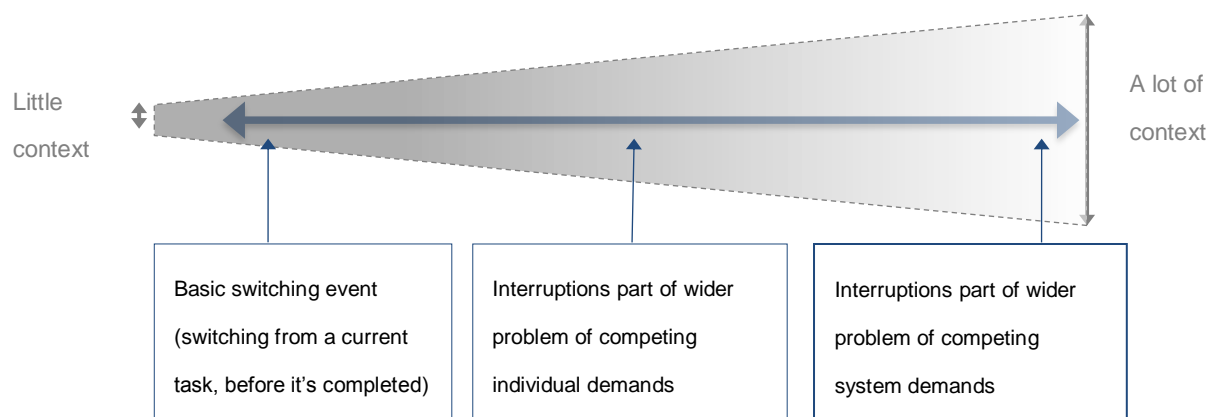 Little
context
A lot of
context
Basic switching event
(switching from a current
task, before it's completed)
Interruptions part of wider
problem of competing
individual demands
Interruptions part of wider
problem of competing
system demands